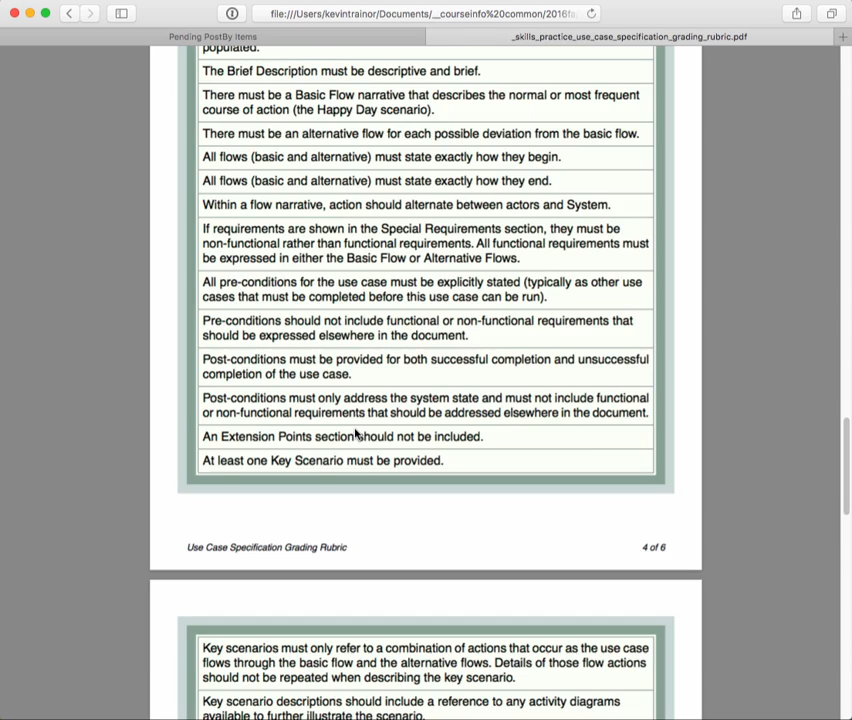 file:///Users/kevintrainor/Documents/__courseinfo%20common/2016fa
Pending PostBy Items
_skills_practice_use_case_specification_grading_rubric.pdf
populated.
The Brief Description must be descriptive and brief.
There must be a Basic Flow narrative that describes the normal or most frequent
course of action (the Happy Day scenario).
There must be an alternative flow for each possible deviation from the basic flow.
All flows (basic and alternative) must state exactly how they begin.
All flows (basic and alternative) must state exactly how they end.
Within a flow narrative, action should alternate between actors and System.
If requirements are shown in the Special Requirements section, they must be
non-functional rather than functional requirements. All functional requirements must
be expressed in either the Basic Flow or Alternative Flows.
All pre-conditions for the use case must be explicitly stated (typically as other use
cases that must be completed before this use case can be run).
Pre-conditions should not include functional or non-functional requirements that
should be expressed elsewhere in the document.
Post-conditions must be provided for both successful completion and unsuccessful
completion of the use case.
Post-conditions must only address the system state and must not include functional
or non-functional requirements that should be addressed elsewhere in the document.
An Extension Points section should not be included.
At least one Key Scenario must be provided.
Use Case Specification Grading Rubric
4 of 6
Key scenarios must only refer to a combination of actions that occur as the use case
flows through the basic flow and the alternative flows. Details of those flow actions
should not be repeated when describing the key scenario.
Key scenario descriptions should include a reference to any activity diagrams
available to further illustrate the scenario.